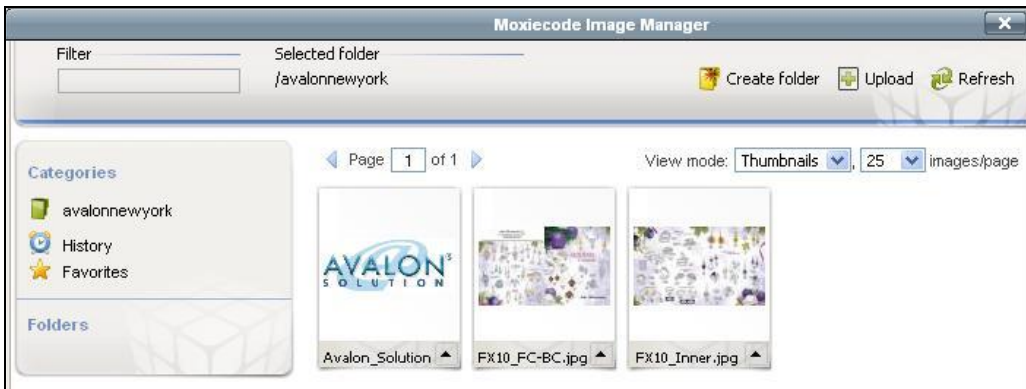 Moxiecode Image Manager
Filter
Selected folder
/avalonnewyork
Create folder
Upload
Refresh
Categories
avalonnewyork
History
Favorites
Folders
Page 1 of 1
View mode: Thumbnails , 25 images/page
AVALON³
SOLUTION
Avalon_Solution
FX10_FC-BC.jpg
FX10_Inner.jpg